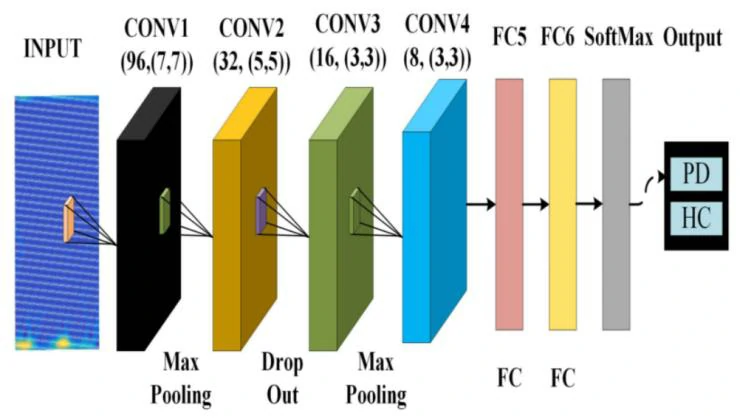 INPUT
CONV1
(96,(7,7))
CONV2
(32, (5,5))
CONV3
(16, (3,3))
CONV4
(8, (3,3))
FC5
FC6
SoftMax
Output
PD
HC
Max
Pooling
Drop
Out
Max
Pooling
FC
FC